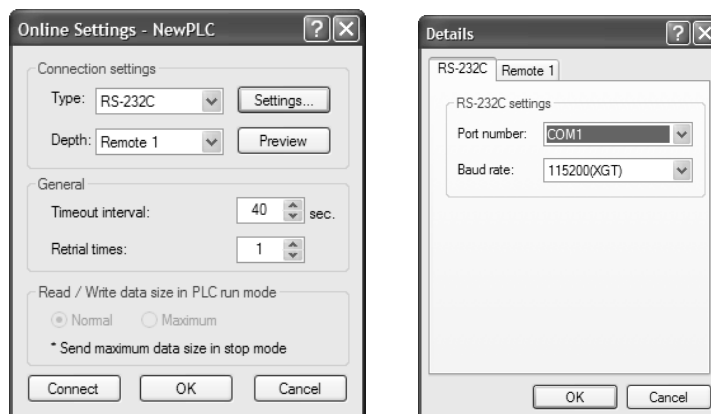 Online Settings - NewPLC
Connection settings
Type: RS-232C Settings...
Depth: Remote 1 Preview
General
Timeout interval: 40 sec.
Retrial times: 1
Read / Write data size in PLC run mode
Normal Maximum
* Send maximum data size in stop mode
Connect OK Cancel
Details
RS-232C Remote 1
RS-232C settings
Port number: COM1
Baud rate: 115200(XGT)
OK Cancel